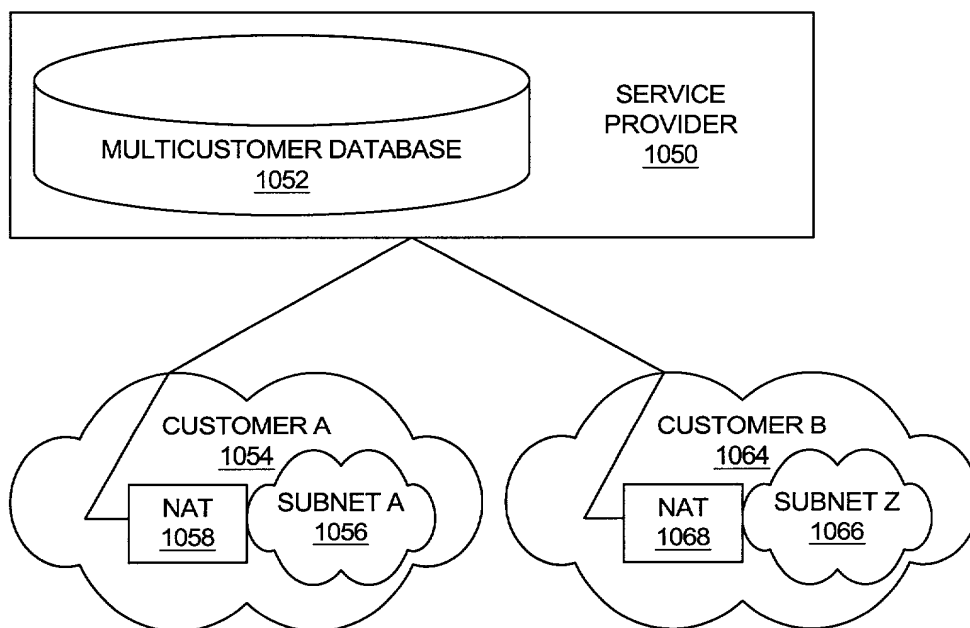 SERVICE
PROVIDER
1050
MULTICUSTOMER DATABASE
1052
CUSTOMER A
1054
NAT
1058
SUBNET A
1056
CUSTOMER B
1064
NAT
1068
SUBNET Z
1066